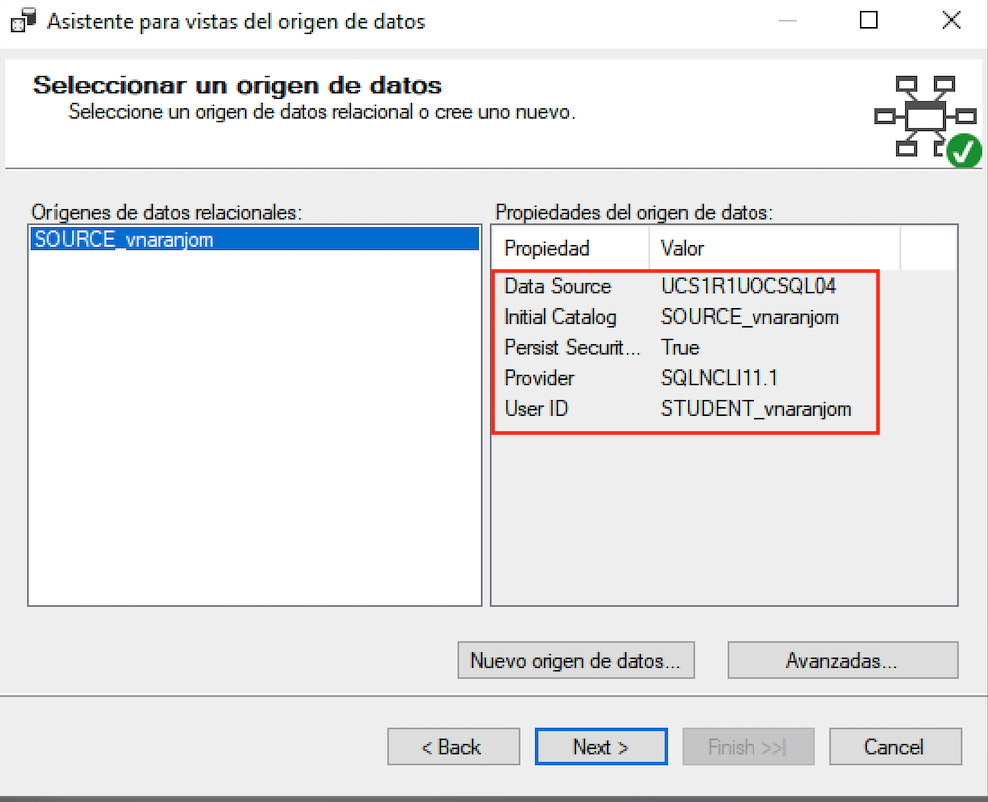 Asistente para vistas del origen de datos
Seleccionar un origen de datos
Seleccione un origen de datos relacional o cree uno nuevo.
Orígenes de datos relacionales:
SOURCE_vnaranjom
Propiedades del origen de datos:
Propiedad Valor
Data Source UCS1R1UOCSQL04
Initial Catalog SOURCE_vnaranjom
Persist Securit... True
Provider SQLNCLI11.1
User ID STUDENT_vnaranjom
Nuevo origen de datos... Avanzadas...
< Back Next > Finish >>| Cancel